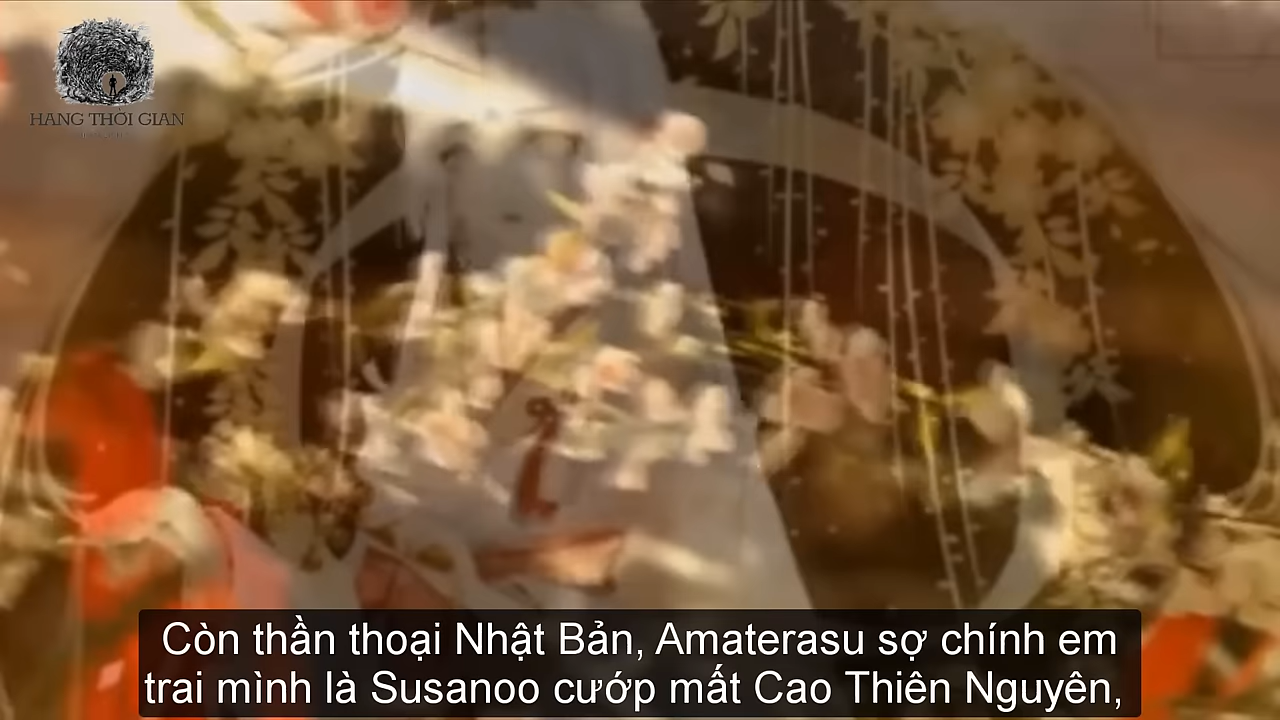 HANG THỜI GIAN
Còn thần thoại Nhật Bản, Amaterasu sợ chính em
trai mình là Susanoo cướp mất Cao Thiên Nguyên,